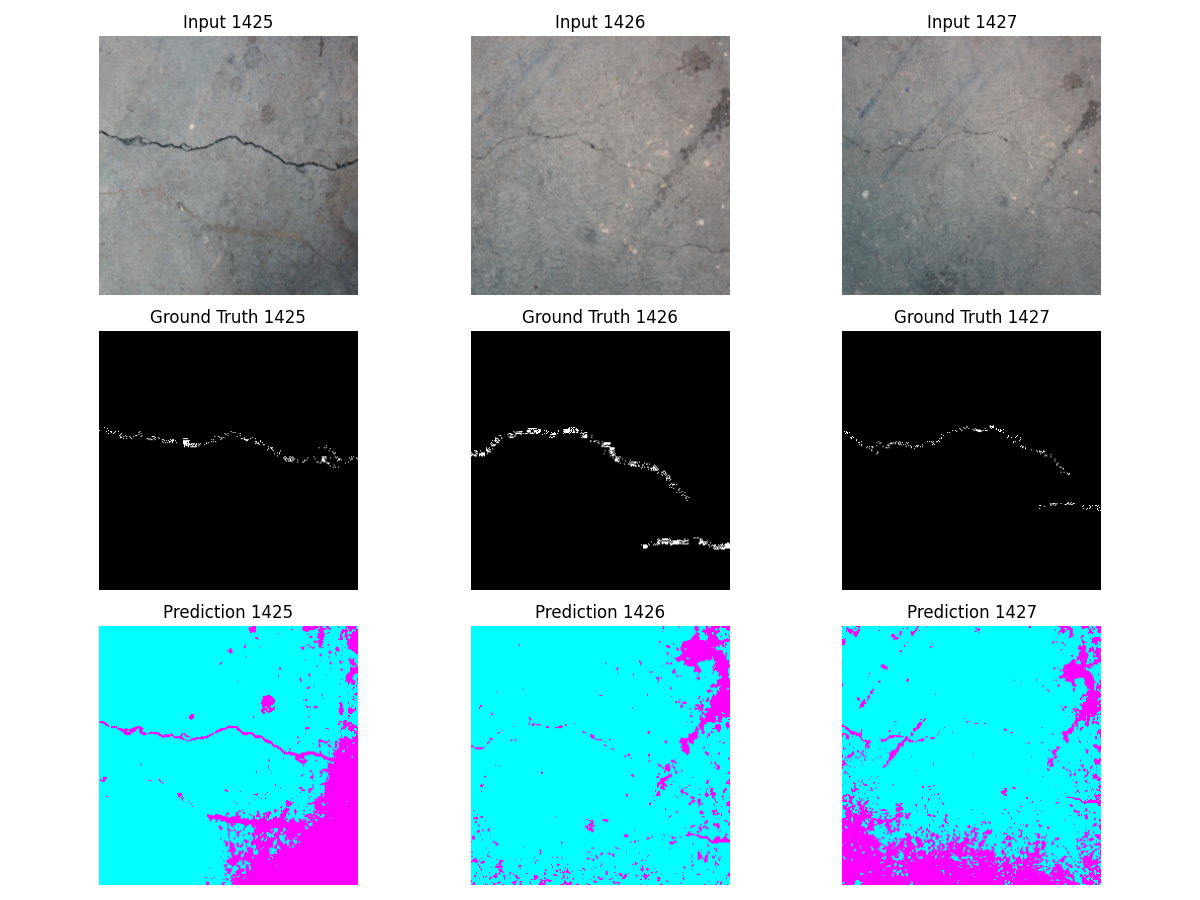 Input 1425
Input 1426
Input 1427
Ground Truth 1425
Ground Truth 1426
Ground Truth 1427
Prediction 1425
Prediction 1426
Prediction 1427